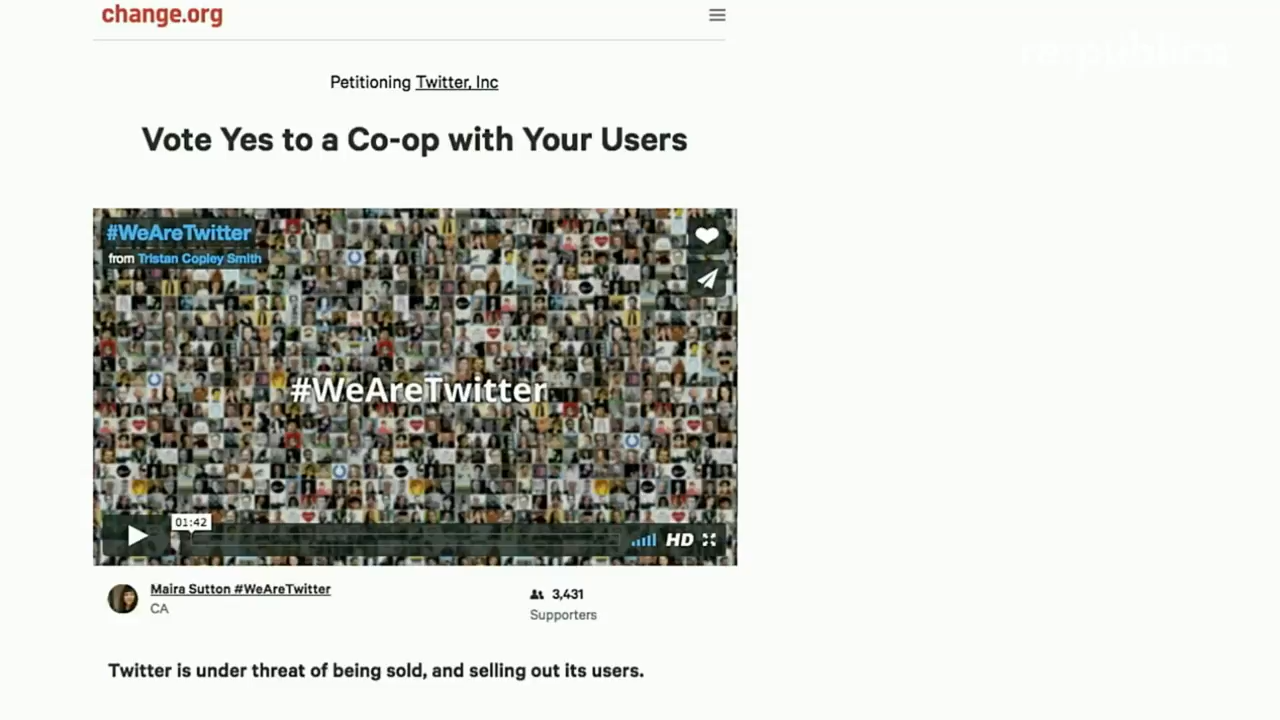 change.org
re:publica
Petitioning Twitter, Inc
Vote Yes to a Co-op with Your Users
#WeAreTwitter
from Tristan Copley Smith
#WeAreTwitter
01:42
HD
Maira Sutton #WeAreTwitter
CA
3,431
Supporters
Twitter is under threat of being sold, and selling out its users.